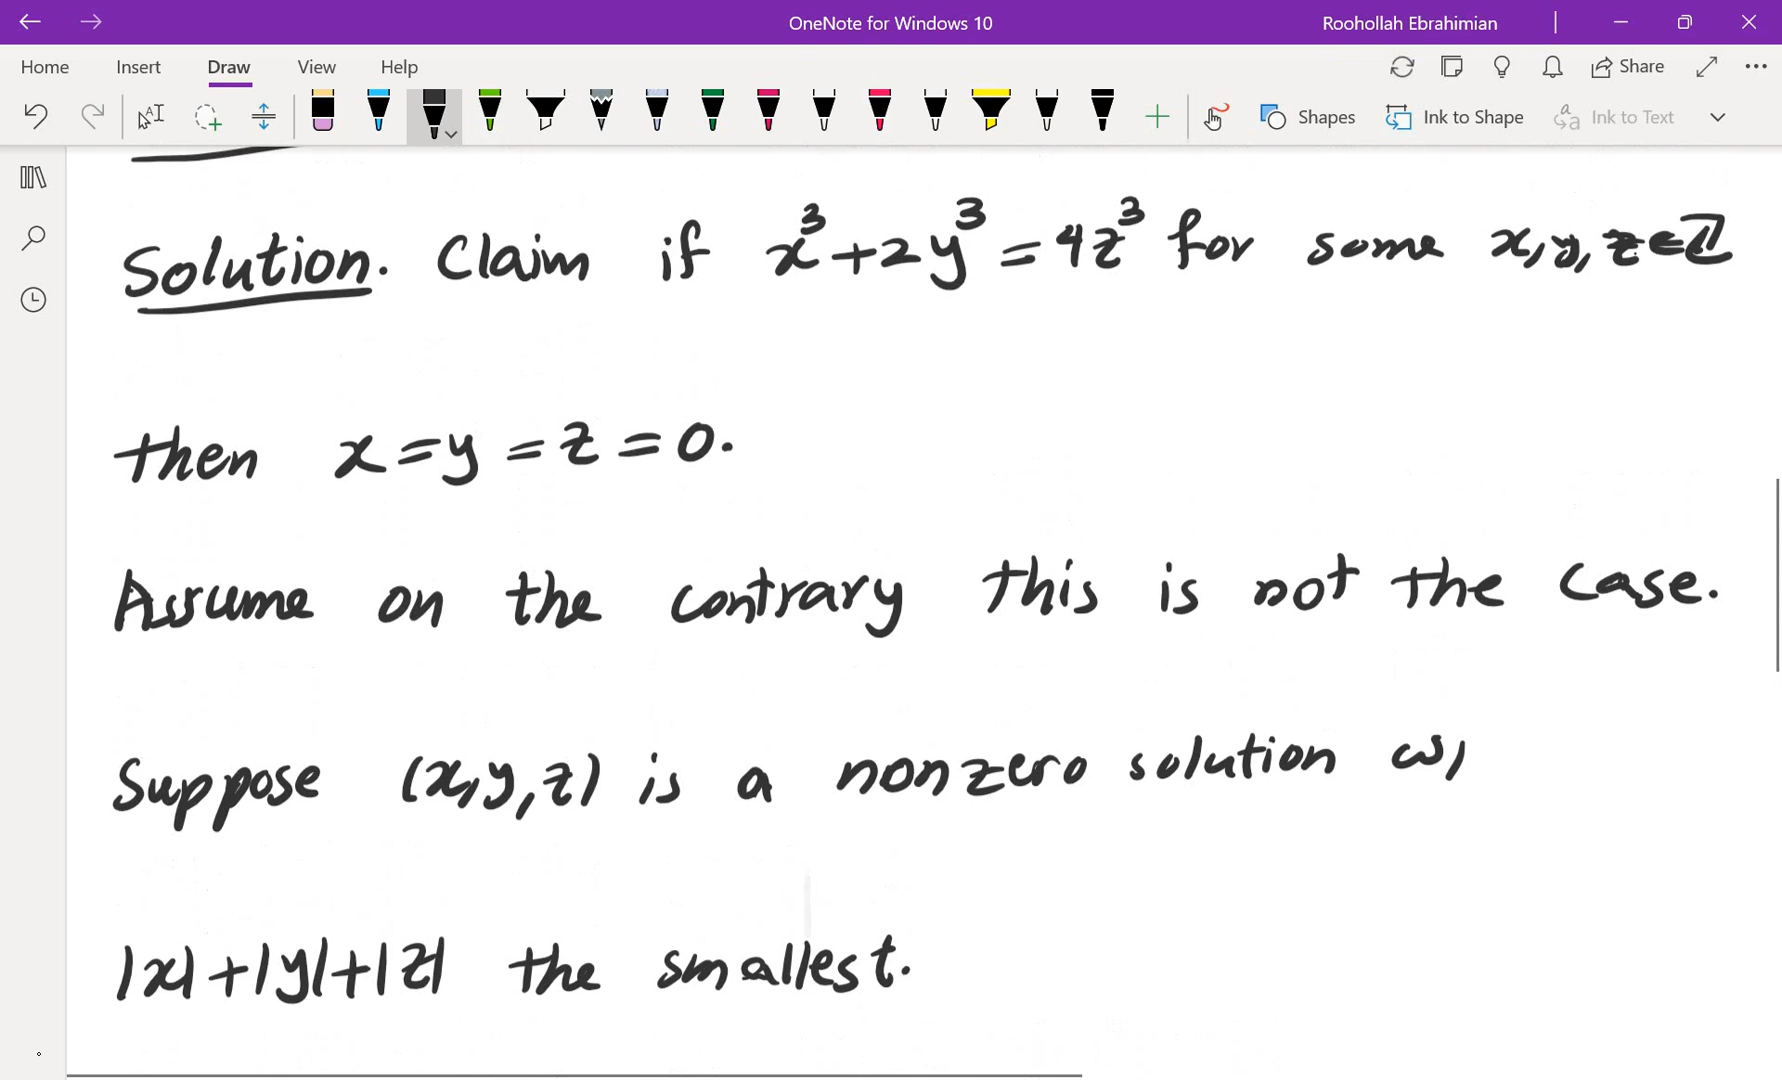 OneNote for Windows 10
Roohollah Ebrahimian
Home Insert Draw View Help
Share
Shapes Ink to Shape Ink to Text
Solution. Claim if x³+2y³=4z³ for some x,y,z∈ℤ
then x=y=z=0.
Assume on the contrary this is not the case.
Suppose (x,y,z) is a nonzero solution w/
|x|+|y|+|z| the smallest.